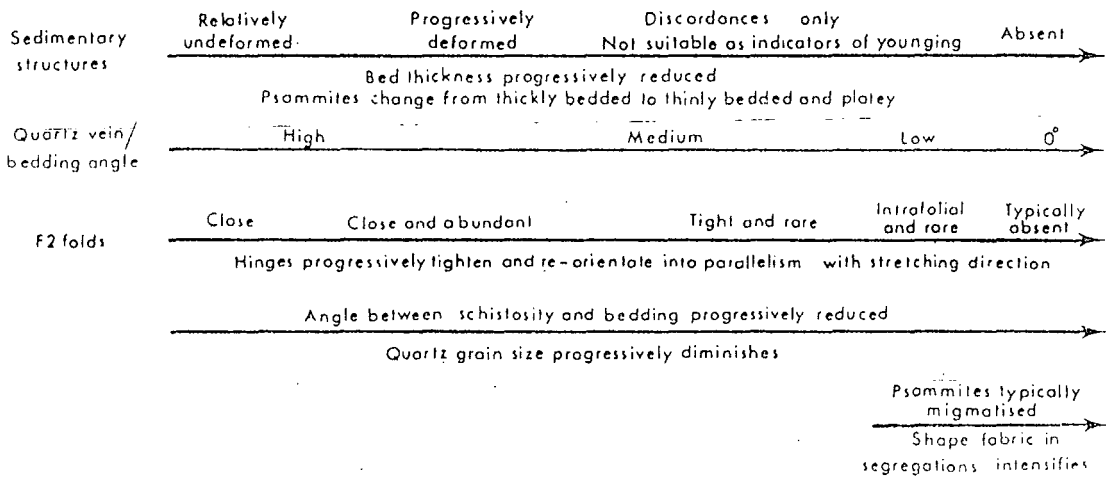 Sedimentary
structures
Relatively
undeformed
Progressively
deformed
Discordances only
Not suitable as indicators of younging
Absent
Bed thickness progressively reduced
Psammites change from thickly bedded to thinly bedded and platey
Quartz vein/
bedding angle
High
Medium
Low
0°
F2 folds
Close
Close and abundant
Tight and rare
Intrafolial
and rare
Typically
absent
Hinges progressively tighten and re-orientate into parallelism with stretching direction
Angle between schistosity and bedding progressively reduced
Quartz grain size progressively diminishes
Psammites typically
migmatised
Shape fabric in
segregations intensifies